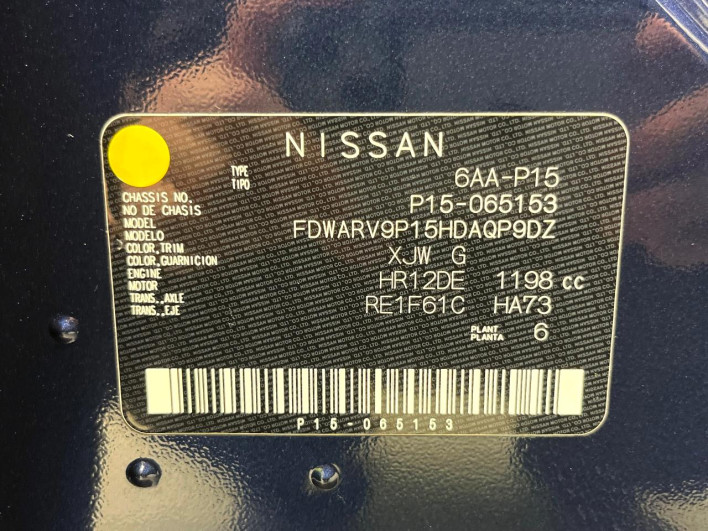 NISSAN
TYPE 6AA-P15
TIPO
CHASSIS NO. P15-065153
NO DE CHASIS
MODEL FDWARV9P15HDAQP9DZ
MODELO
COLOR,TRIM XJW G
COLOR,GUARNICION
ENGINE HR12DE 1198 cc
MOTOR
TRANS.,AXLE RE1F61C HA73
TRANS.,EJE
PLANT 6
PLANTA
P15-065153